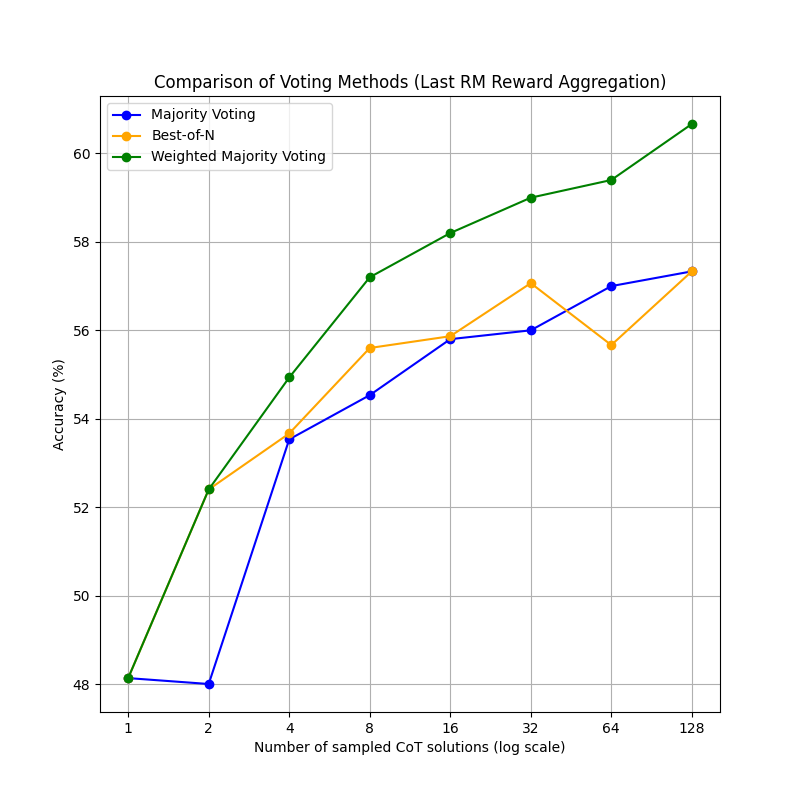 Comparison of Voting Methods (Last RM Reward Aggregation)
Majority Voting
Best-of-N
Weighted Majority Voting
Accuracy (%)
60
58
56
54
52
50
48
1 2 4 8 16 32 64 128
Number of sampled CoT solutions (log scale)